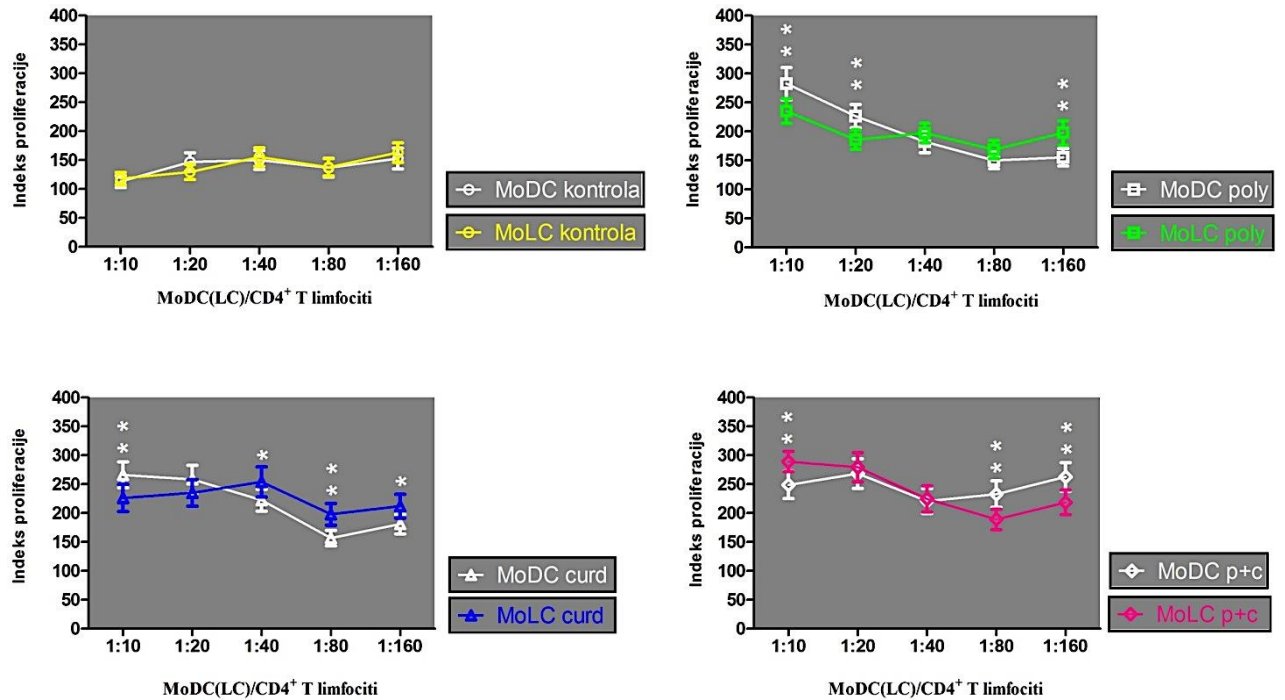 400
350
300
250
200
150
100
50
0
Indeks proliferacije
1:10 1:20 1:40 1:80 1:160
MoDC(LC)/CD4⁺ T limfociti
MoDC kontrola
MoLC kontrola
400
350
300
250
200
150
100
50
0
Indeks proliferacije
* * * * * *
1:10 1:20 1:40 1:80 1:160
MoDC(LC)/CD4⁺ T limfociti
MoDC poly
MoLC poly
400
350
300
250
200
150
100
50
0
Indeks proliferacije
* * * * * *
1:10 1:20 1:40 1:80 1:160
MoDC(LC)/CD4⁺ T limfociti
MoDC curd
MoLC curd
400
350
300
250
200
150
100
50
0
Indeks proliferacije
* * * * * *
1:10 1:20 1:40 1:80 1:160
MoDC(LC)/CD4⁺ T limfociti
MoDC p+c
MoLC p+c